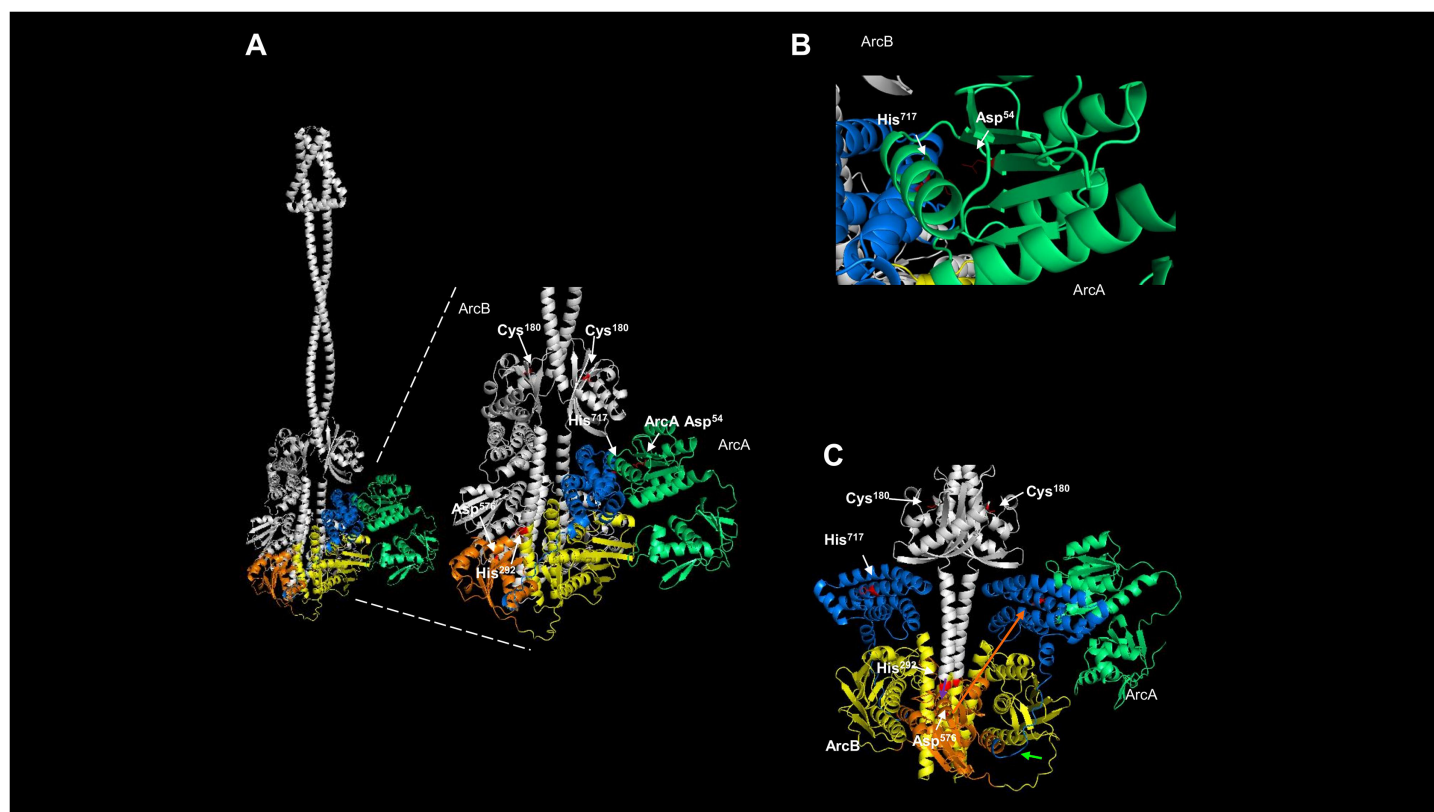 A
ArcB
Cys¹⁸⁰ Cys¹⁸⁰
His⁷¹⁷ ArcA Asp⁵⁴
ArcA
Asp⁵⁷⁶
His²⁹²
B
ArcB
His⁷¹⁷ Asp⁵⁴
ArcA
C
Cys¹⁸⁰ Cys¹⁸⁰
His⁷¹⁷
His²⁹²
ArcA
Asp⁵⁷⁶
ArcB